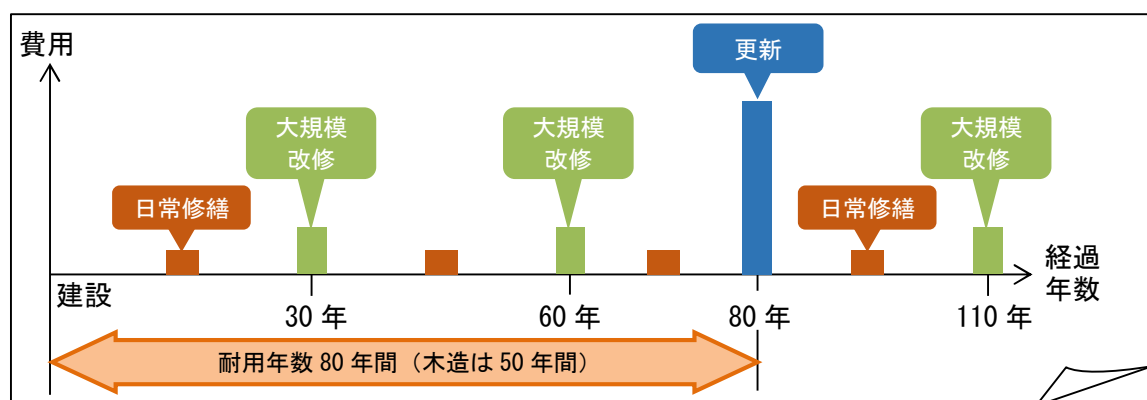 費用
更新
大規模
改修
大規模
改修
大規模
改修
日常修繕
日常修繕
経過
年数
建設
30 年
60 年
80 年
110 年
耐用年数 80 年間（木造は 50 年間）